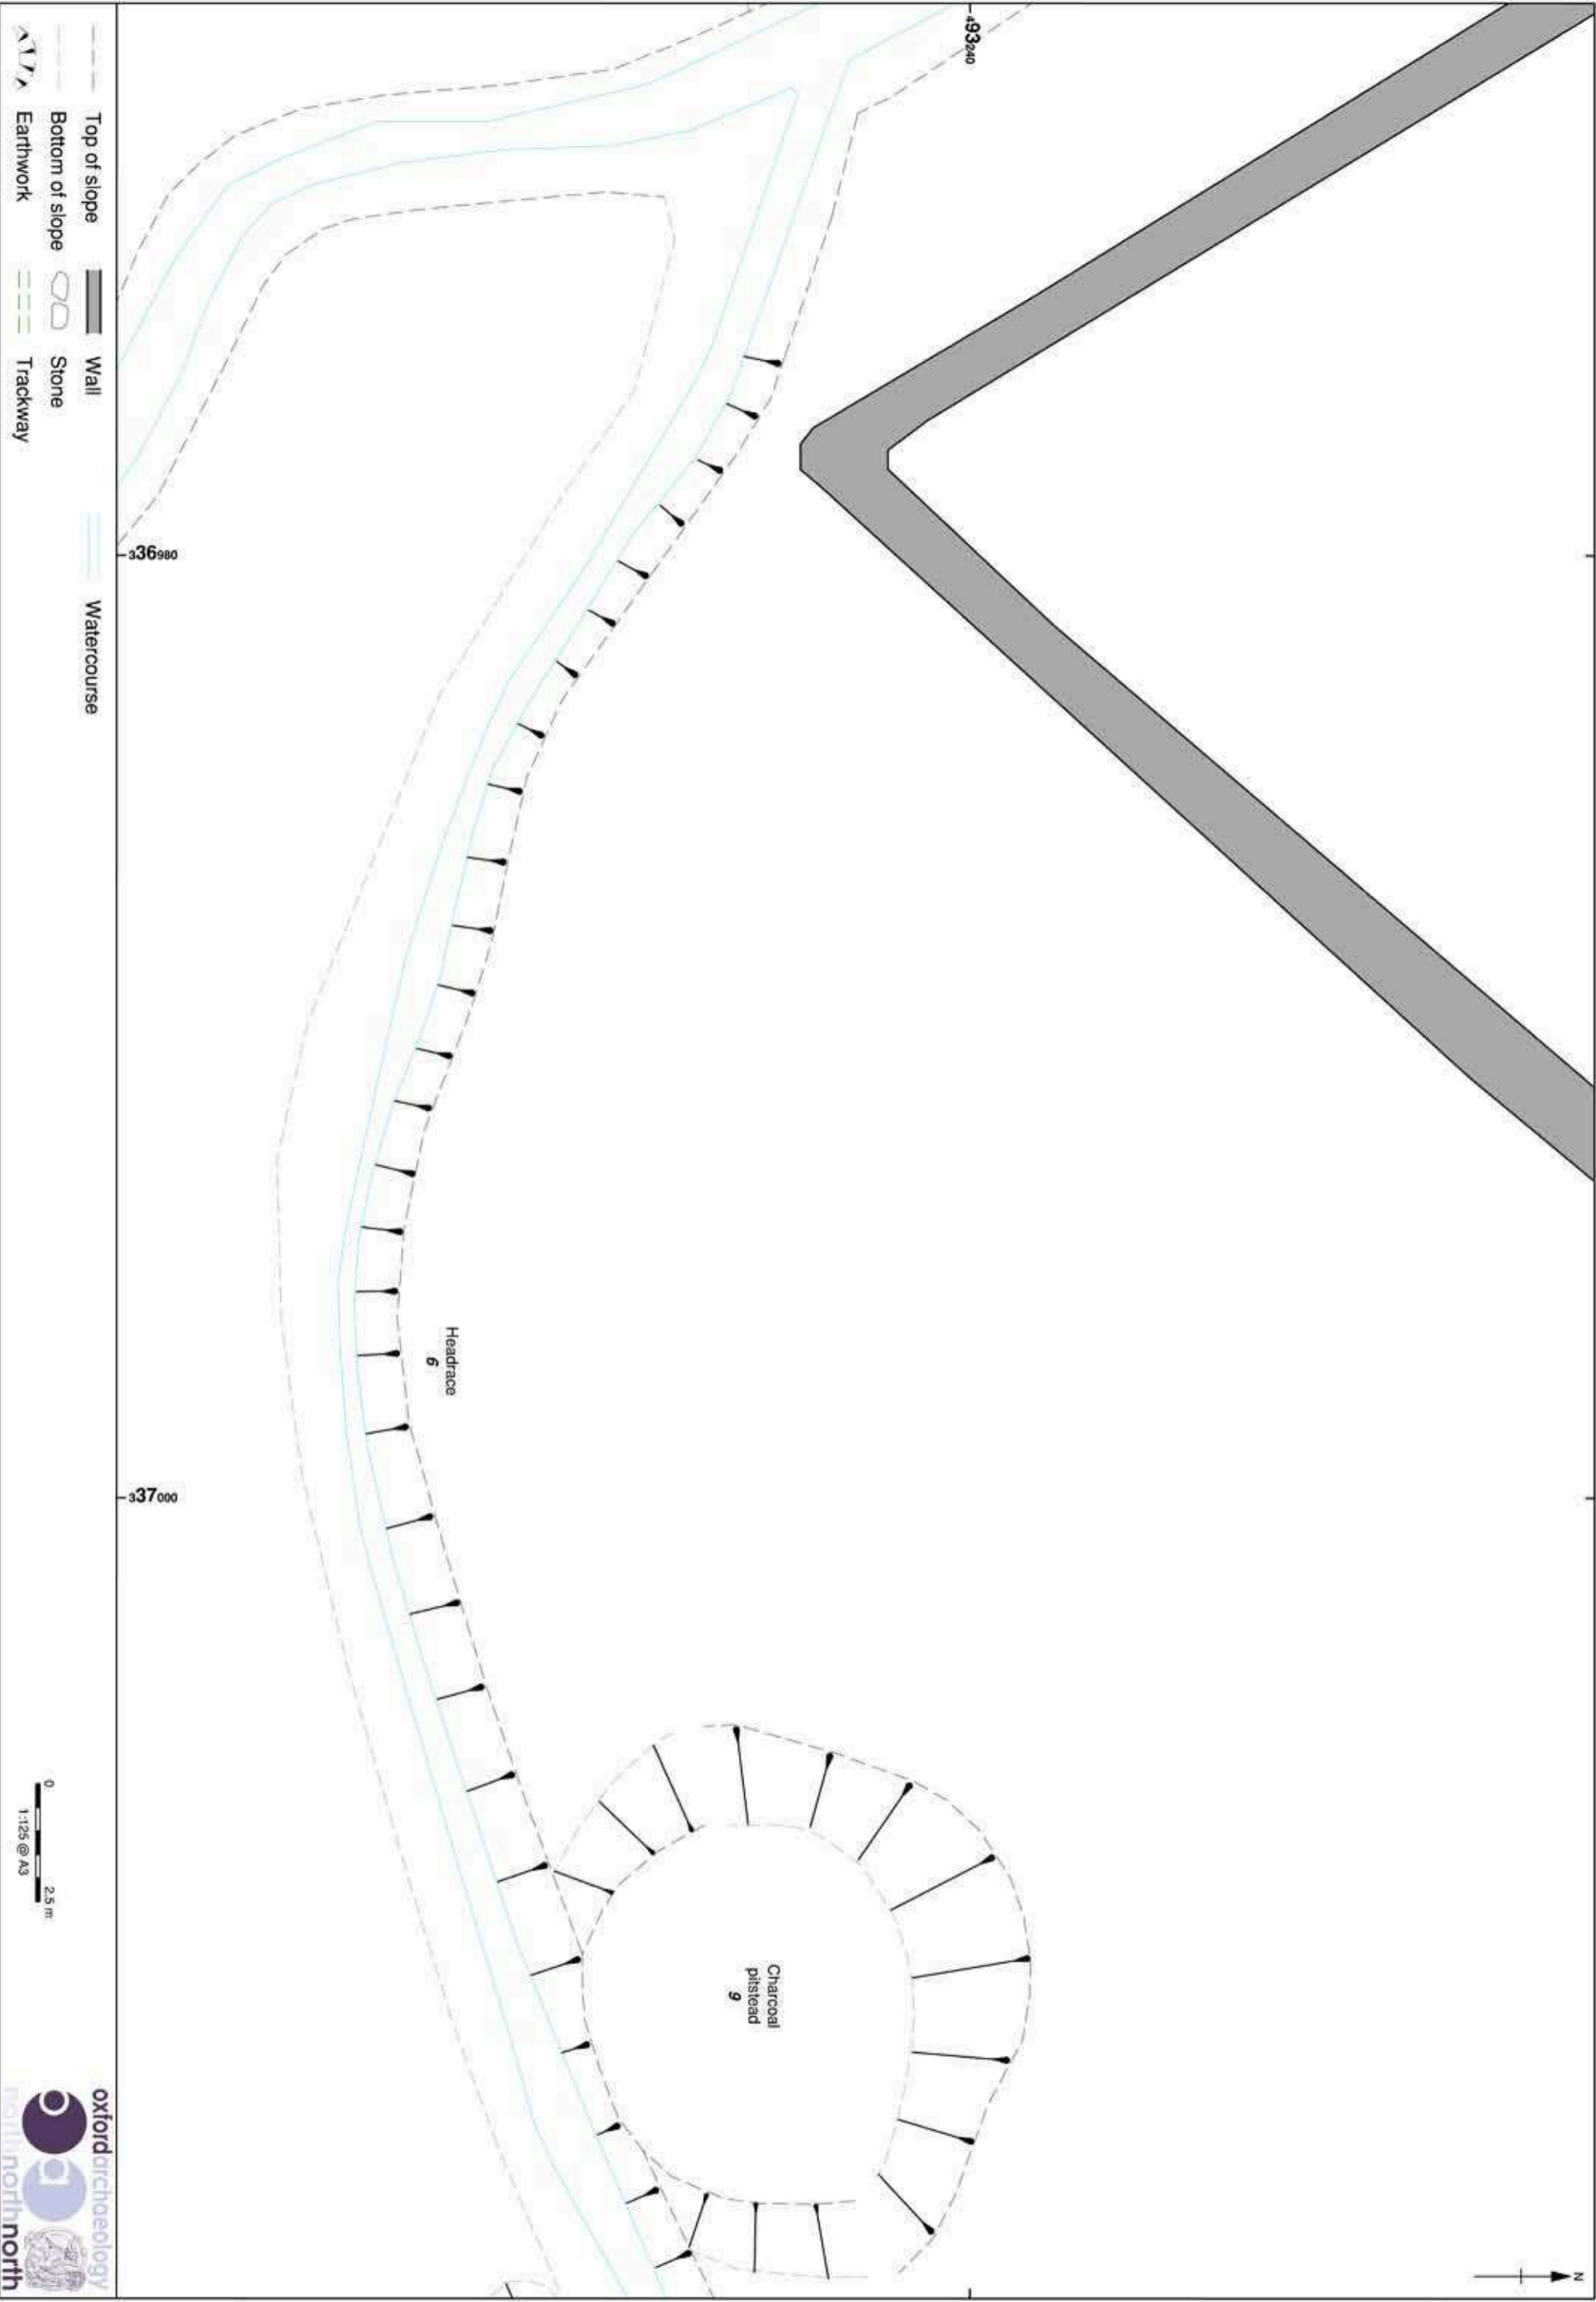 493240
N
Headrace
6
Charcoal
pitstead
9
336980
337000
Top of slope
Bottom of slope
Earthwork
Wall
Stone
Trackway
Watercourse
0
2.5 m
1:125 @ A3
oxfordarchaeology
northnorthnorth